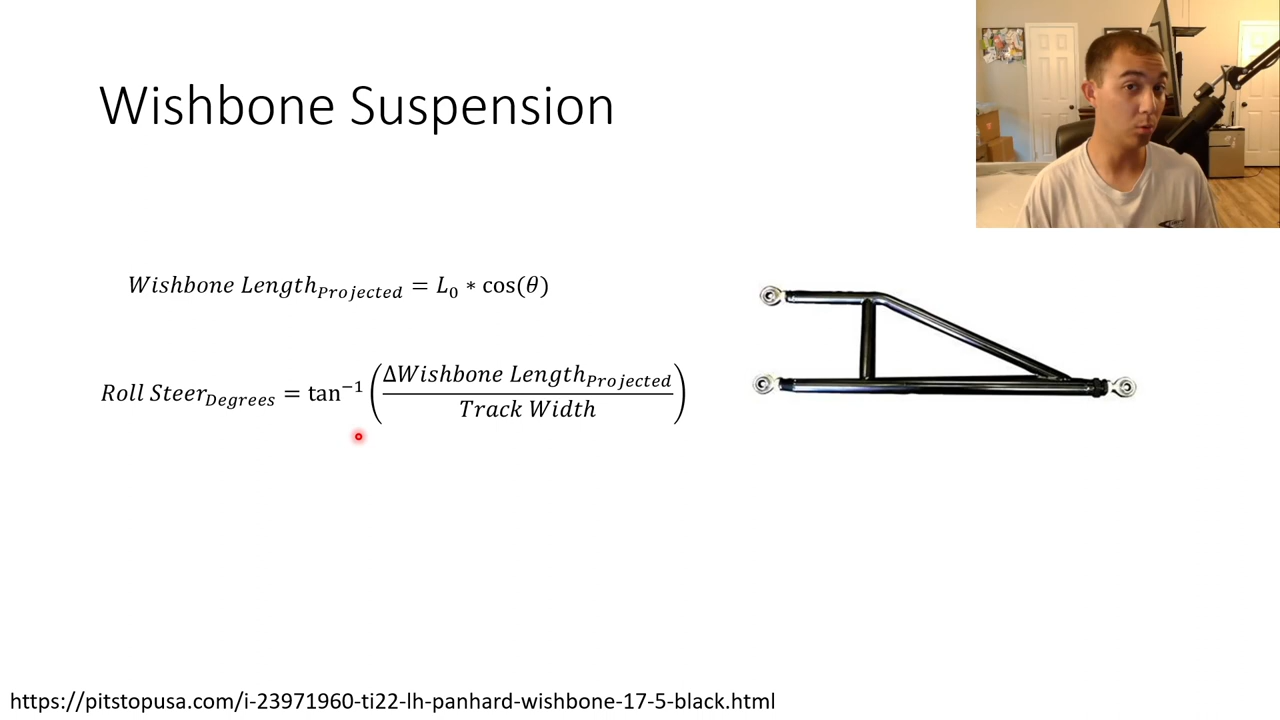 Wishbone Suspension
Wishbone Length_Projected = L_0 * cos(θ)
Roll Steer_Degrees = tan^-1 (ΔWishbone Length_Projected / Track Width)
https://pitstopusa.com/i-23971960-ti22-lh-panhard-wishbone-17-5-black.html